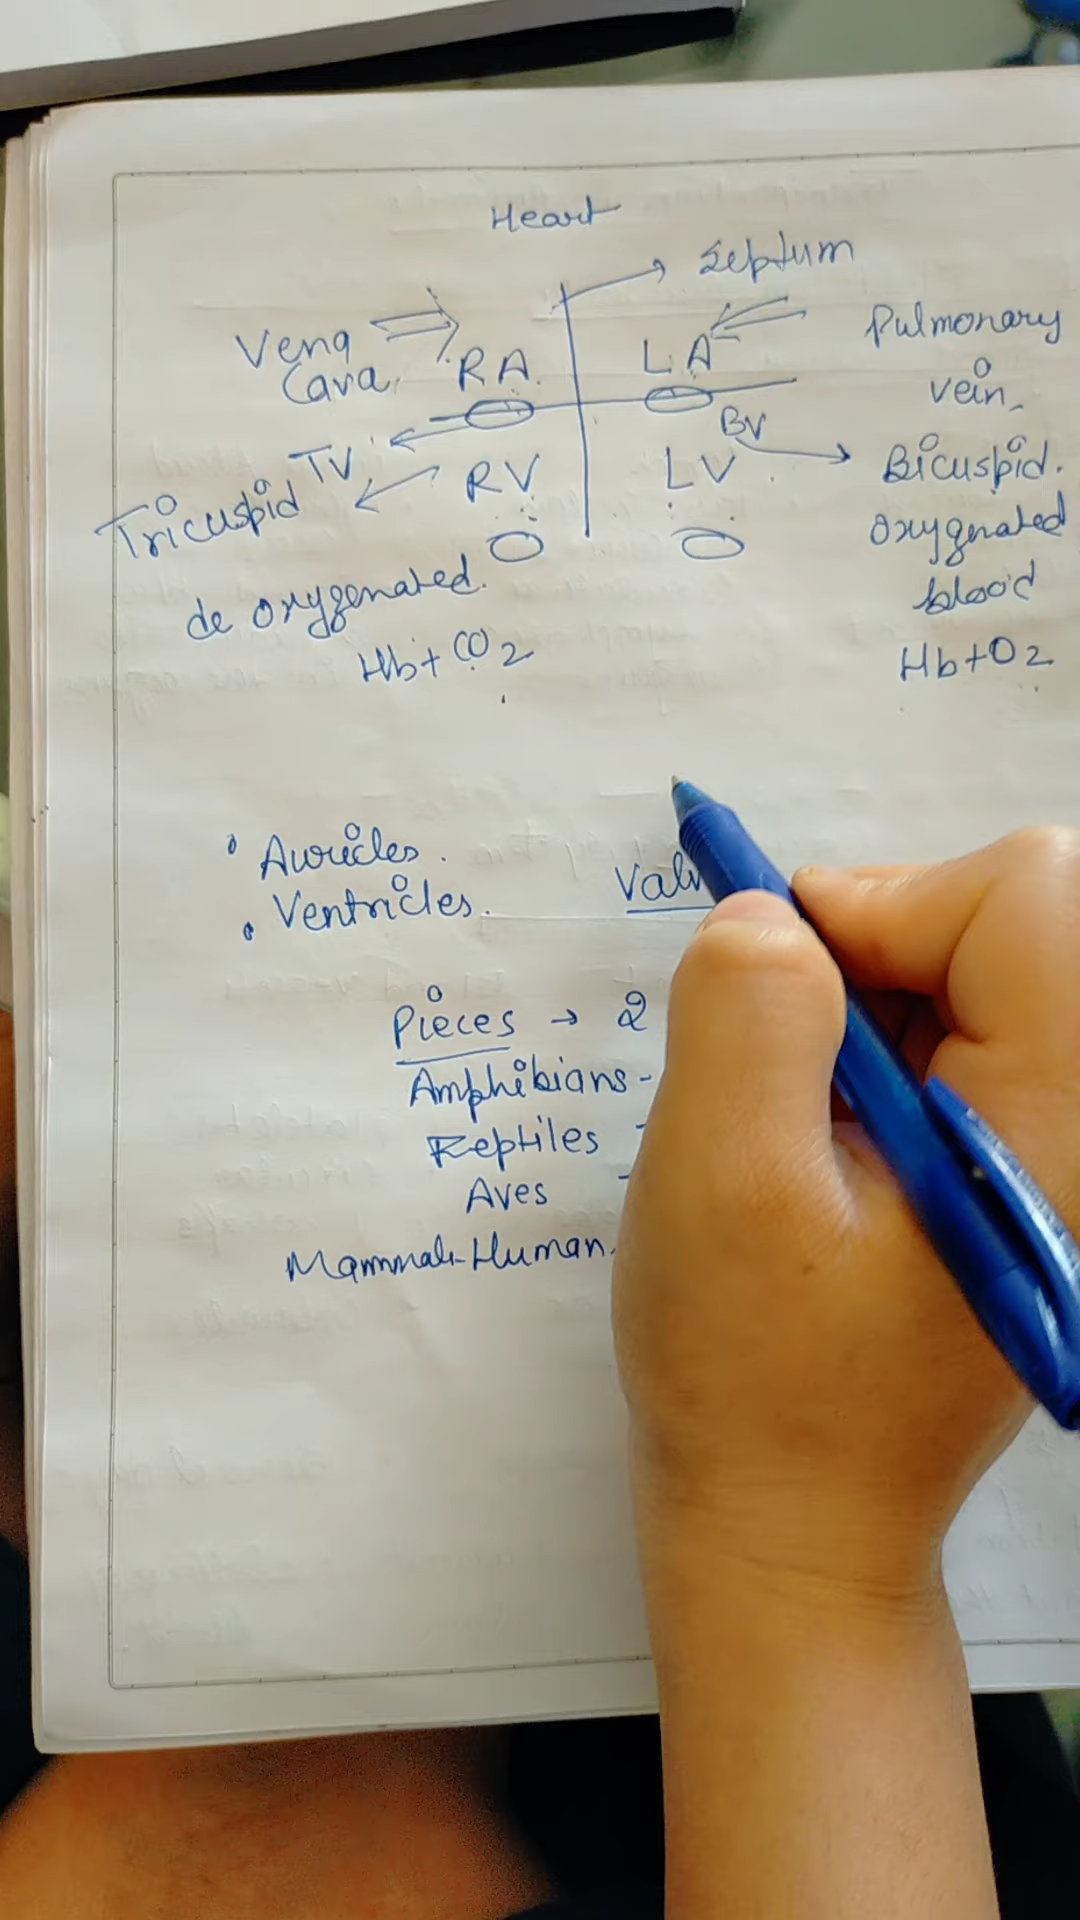 Heart
Septum
Vena
Cava
RA
LA
Pulmonary
vein
TV
BV
RV
LV
Bicuspid.
Tricuspid
oxygenated
blood
de oxygenated.
Hb+CO2
Hb+O2
• Auricles.
• Ventricles.
Valv
Pieces → 2
Amphibians -
Reptiles -
Aves -
Mammals-Human.